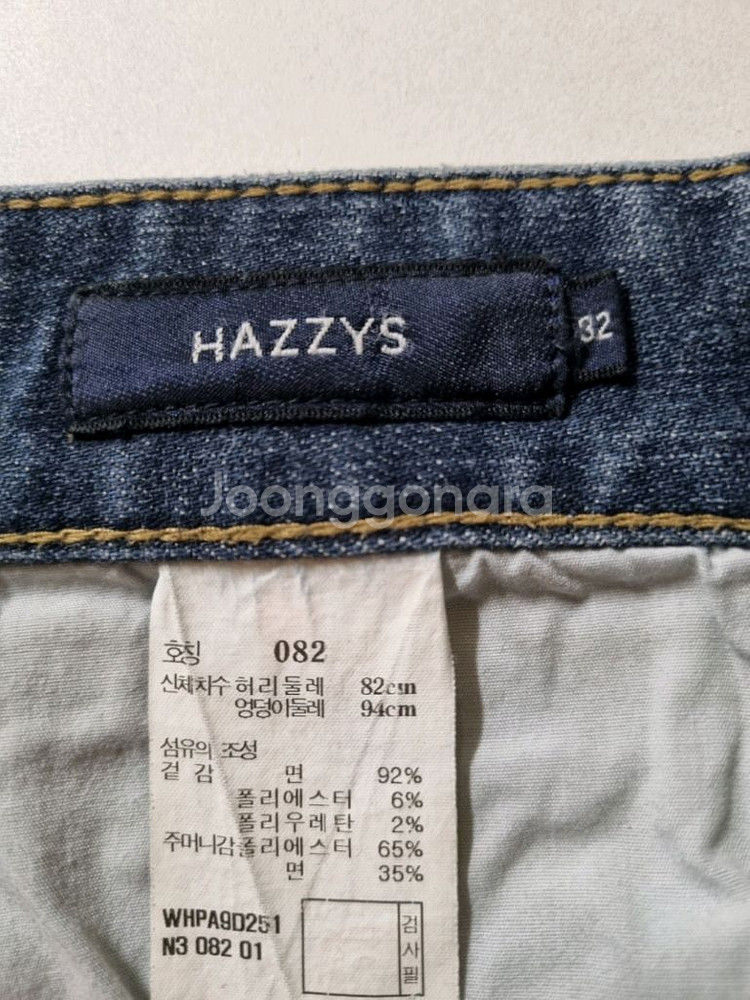 HAZZYS
32
Joonggonara
호칭 082
신체치수 허리둘레 82cm
엉덩이둘레 94cm
섬유의 조성
겉감 면 92%
폴리에스터 6%
폴리우레탄 2%
주머니감 폴리에스터 65%
면 35%
WHPA9D251
N3 082 01
검사필